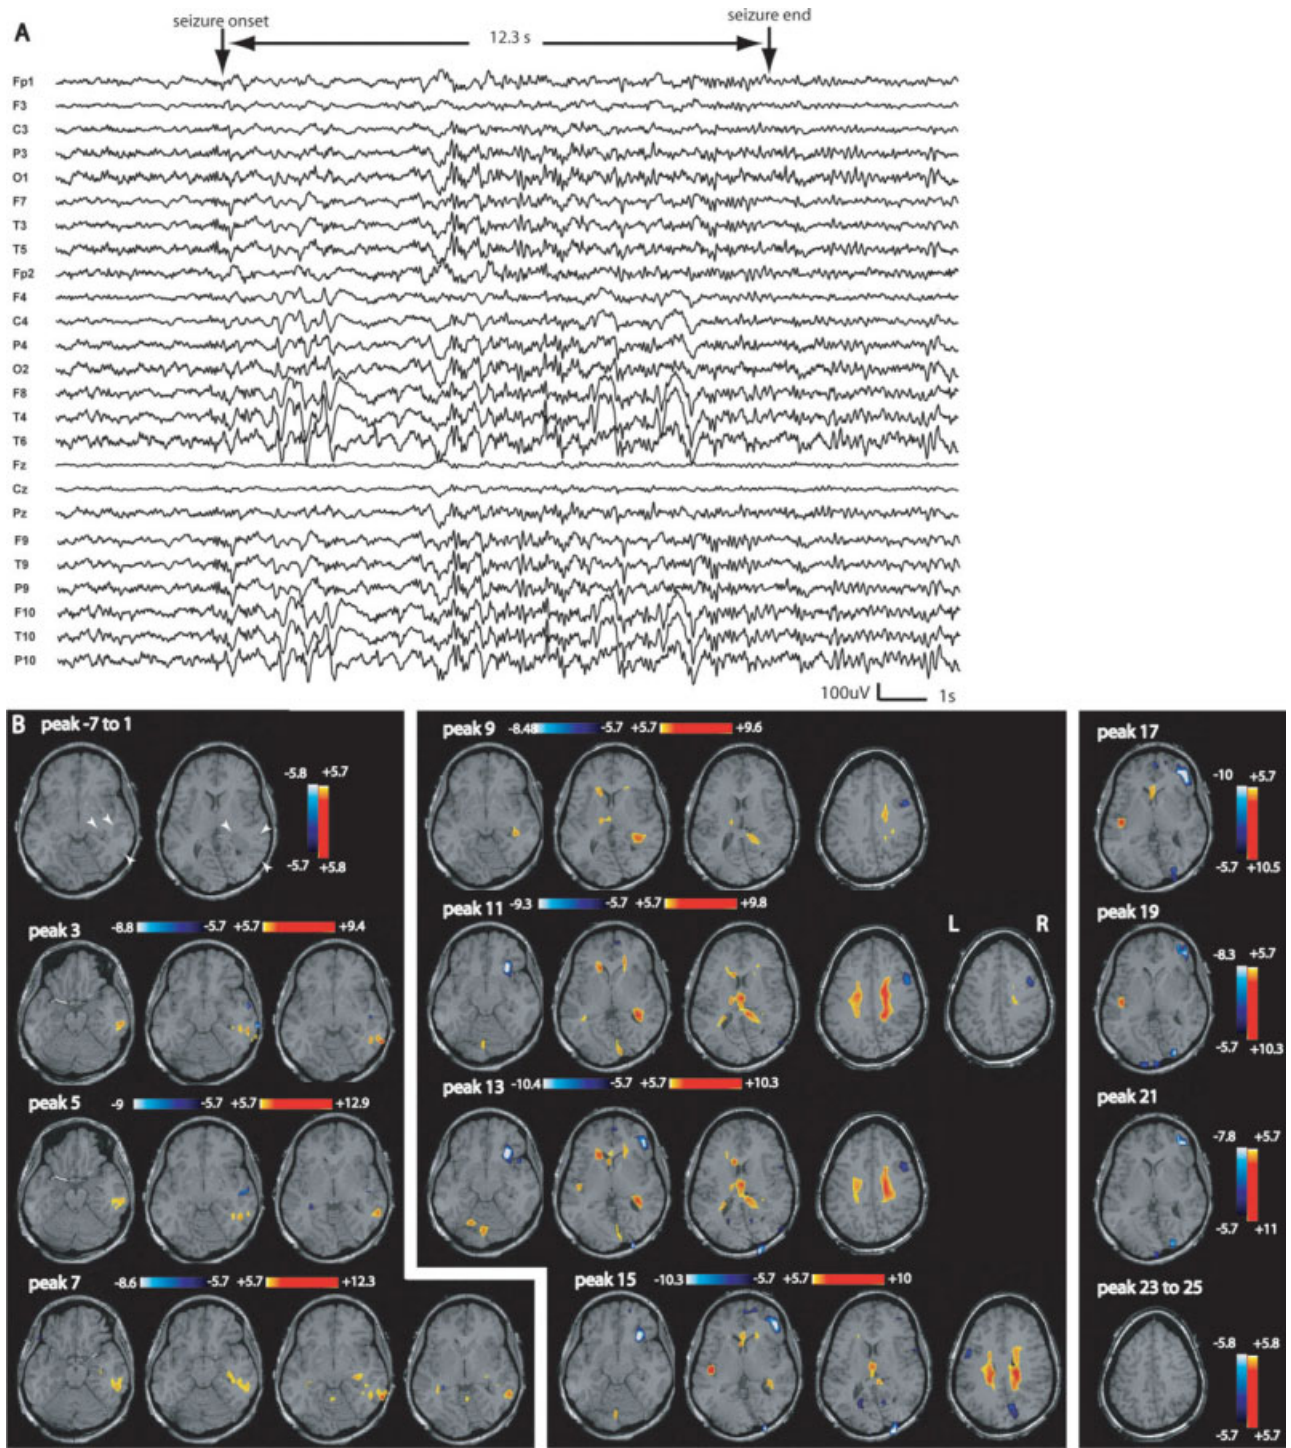 A
seizure onset
seizure end
12.3 s
Fp1
F3
C3
P3
O1
F7
T3
T5
Fp2
F4
C4
P4
O2
F8
T4
T6
Fz
Cz
Pz
F9
T9
P9
F10
T10
P10
100uV 1s
B peak -7 to 1
-5.8 +5.7
-5.7 +5.8
peak 3 -8.8 -5.7 +5.7 +9.4
peak 5 -9 -5.7 +5.7 +12.9
peak 7 -8.6 -5.7 +5.7 +12.3
peak 9 -8.48 -5.7 +5.7 +9.6
peak 11 -9.3 -5.7 +5.7 +9.8
L R
peak 13 -10.4 -5.7 +5.7 +10.3
peak 15 -10.3 -5.7 +5.7 +10
peak 17
-10 +5.7
-5.7 +10.5
peak 19
-8.3 +5.7
-5.7 +10.3
peak 21
-7.8 +5.7
-5.7 +11
peak 23 to 25
-5.8 +5.8
-5.7 +5.7